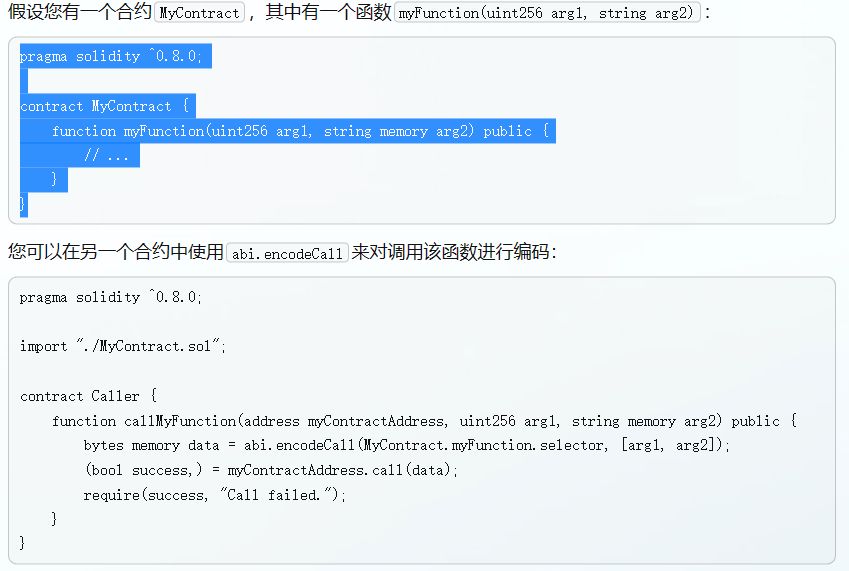 假设您有一个合约 MyContract ，其中有一个函数 myFunction(uint256 arg1, string arg2) ：
pragma solidity ^0.8.0;
contract MyContract {
    function myFunction(uint256 arg1, string memory arg2) public {
        // ...
    }
}
您可以在另一个合约中使用 abi.encodeCall 来对调用该函数进行编码：
pragma solidity ^0.8.0;
import "./MyContract.sol";
contract Caller {
    function callMyFunction(address myContractAddress, uint256 arg1, string memory arg2) public {
        bytes memory data = abi.encodeCall(MyContract.myFunction.selector, [arg1, arg2]);
        (bool success,) = myContractAddress.call(data);
        require(success, "Call failed.");
    }
}